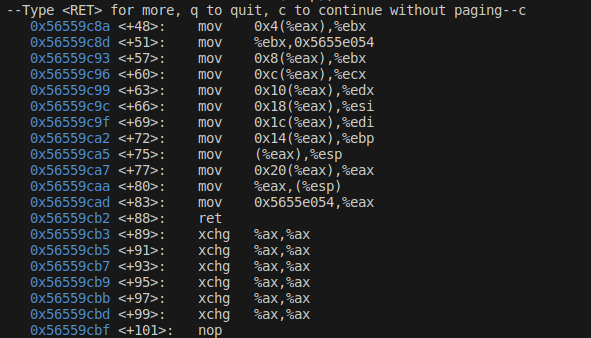 --Type <RET> for more, q to quit, c to continue without paging--c
0x56559c8a <+48>: mov 0x4(%eax),%ebx
0x56559c8d <+51>: mov %ebx,0x5655e054
0x56559c93 <+57>: mov 0x8(%eax),%ebx
0x56559c96 <+60>: mov 0xc(%eax),%ecx
0x56559c99 <+63>: mov 0x10(%eax),%edx
0x56559c9c <+66>: mov 0x18(%eax),%esi
0x56559c9f <+69>: mov 0x1c(%eax),%edi
0x56559ca2 <+72>: mov 0x14(%eax),%ebp
0x56559ca5 <+75>: mov (%eax),%esp
0x56559ca7 <+77>: mov 0x20(%eax),%eax
0x56559caa <+80>: mov %eax,(%esp)
0x56559cad <+83>: mov 0x5655e054,%eax
0x56559cb2 <+88>: ret
0x56559cb3 <+89>: xchg %ax,%ax
0x56559cb5 <+91>: xchg %ax,%ax
0x56559cb7 <+93>: xchg %ax,%ax
0x56559cb9 <+95>: xchg %ax,%ax
0x56559cbb <+97>: xchg %ax,%ax
0x56559cbd <+99>: xchg %ax,%ax
0x56559cbf <+101>: nop